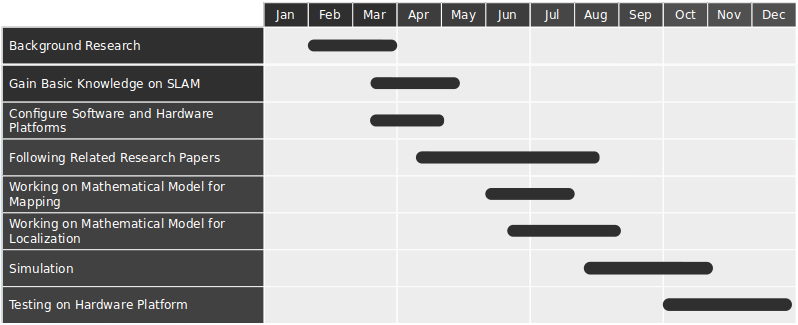 Jan Feb Mar Apr May Jun Jul Aug Sep Oct Nov Dec
Background Research
Gain Basic Knowledge on SLAM
Configure Software and Hardware
Platforms
Following Related Research Papers
Working on Mathematical Model for
Mapping
Working on Mathematical Model for
Localization
Simulation
Testing on Hardware Platform